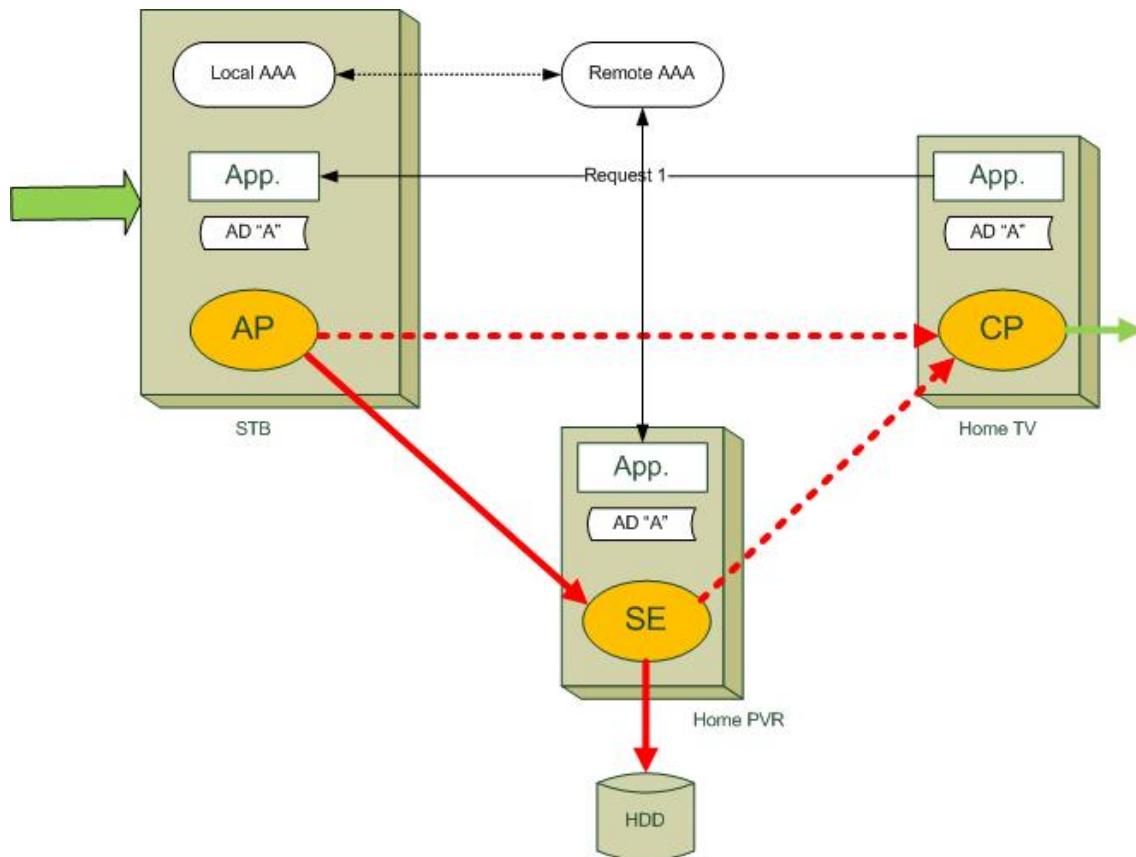 Local AAA
Remote AAA
App.
Request 1
App.
AD “A”
AD “A”
AP
CP
STB
Home TV
App.
AD “A”
SE
Home PVR
HDD